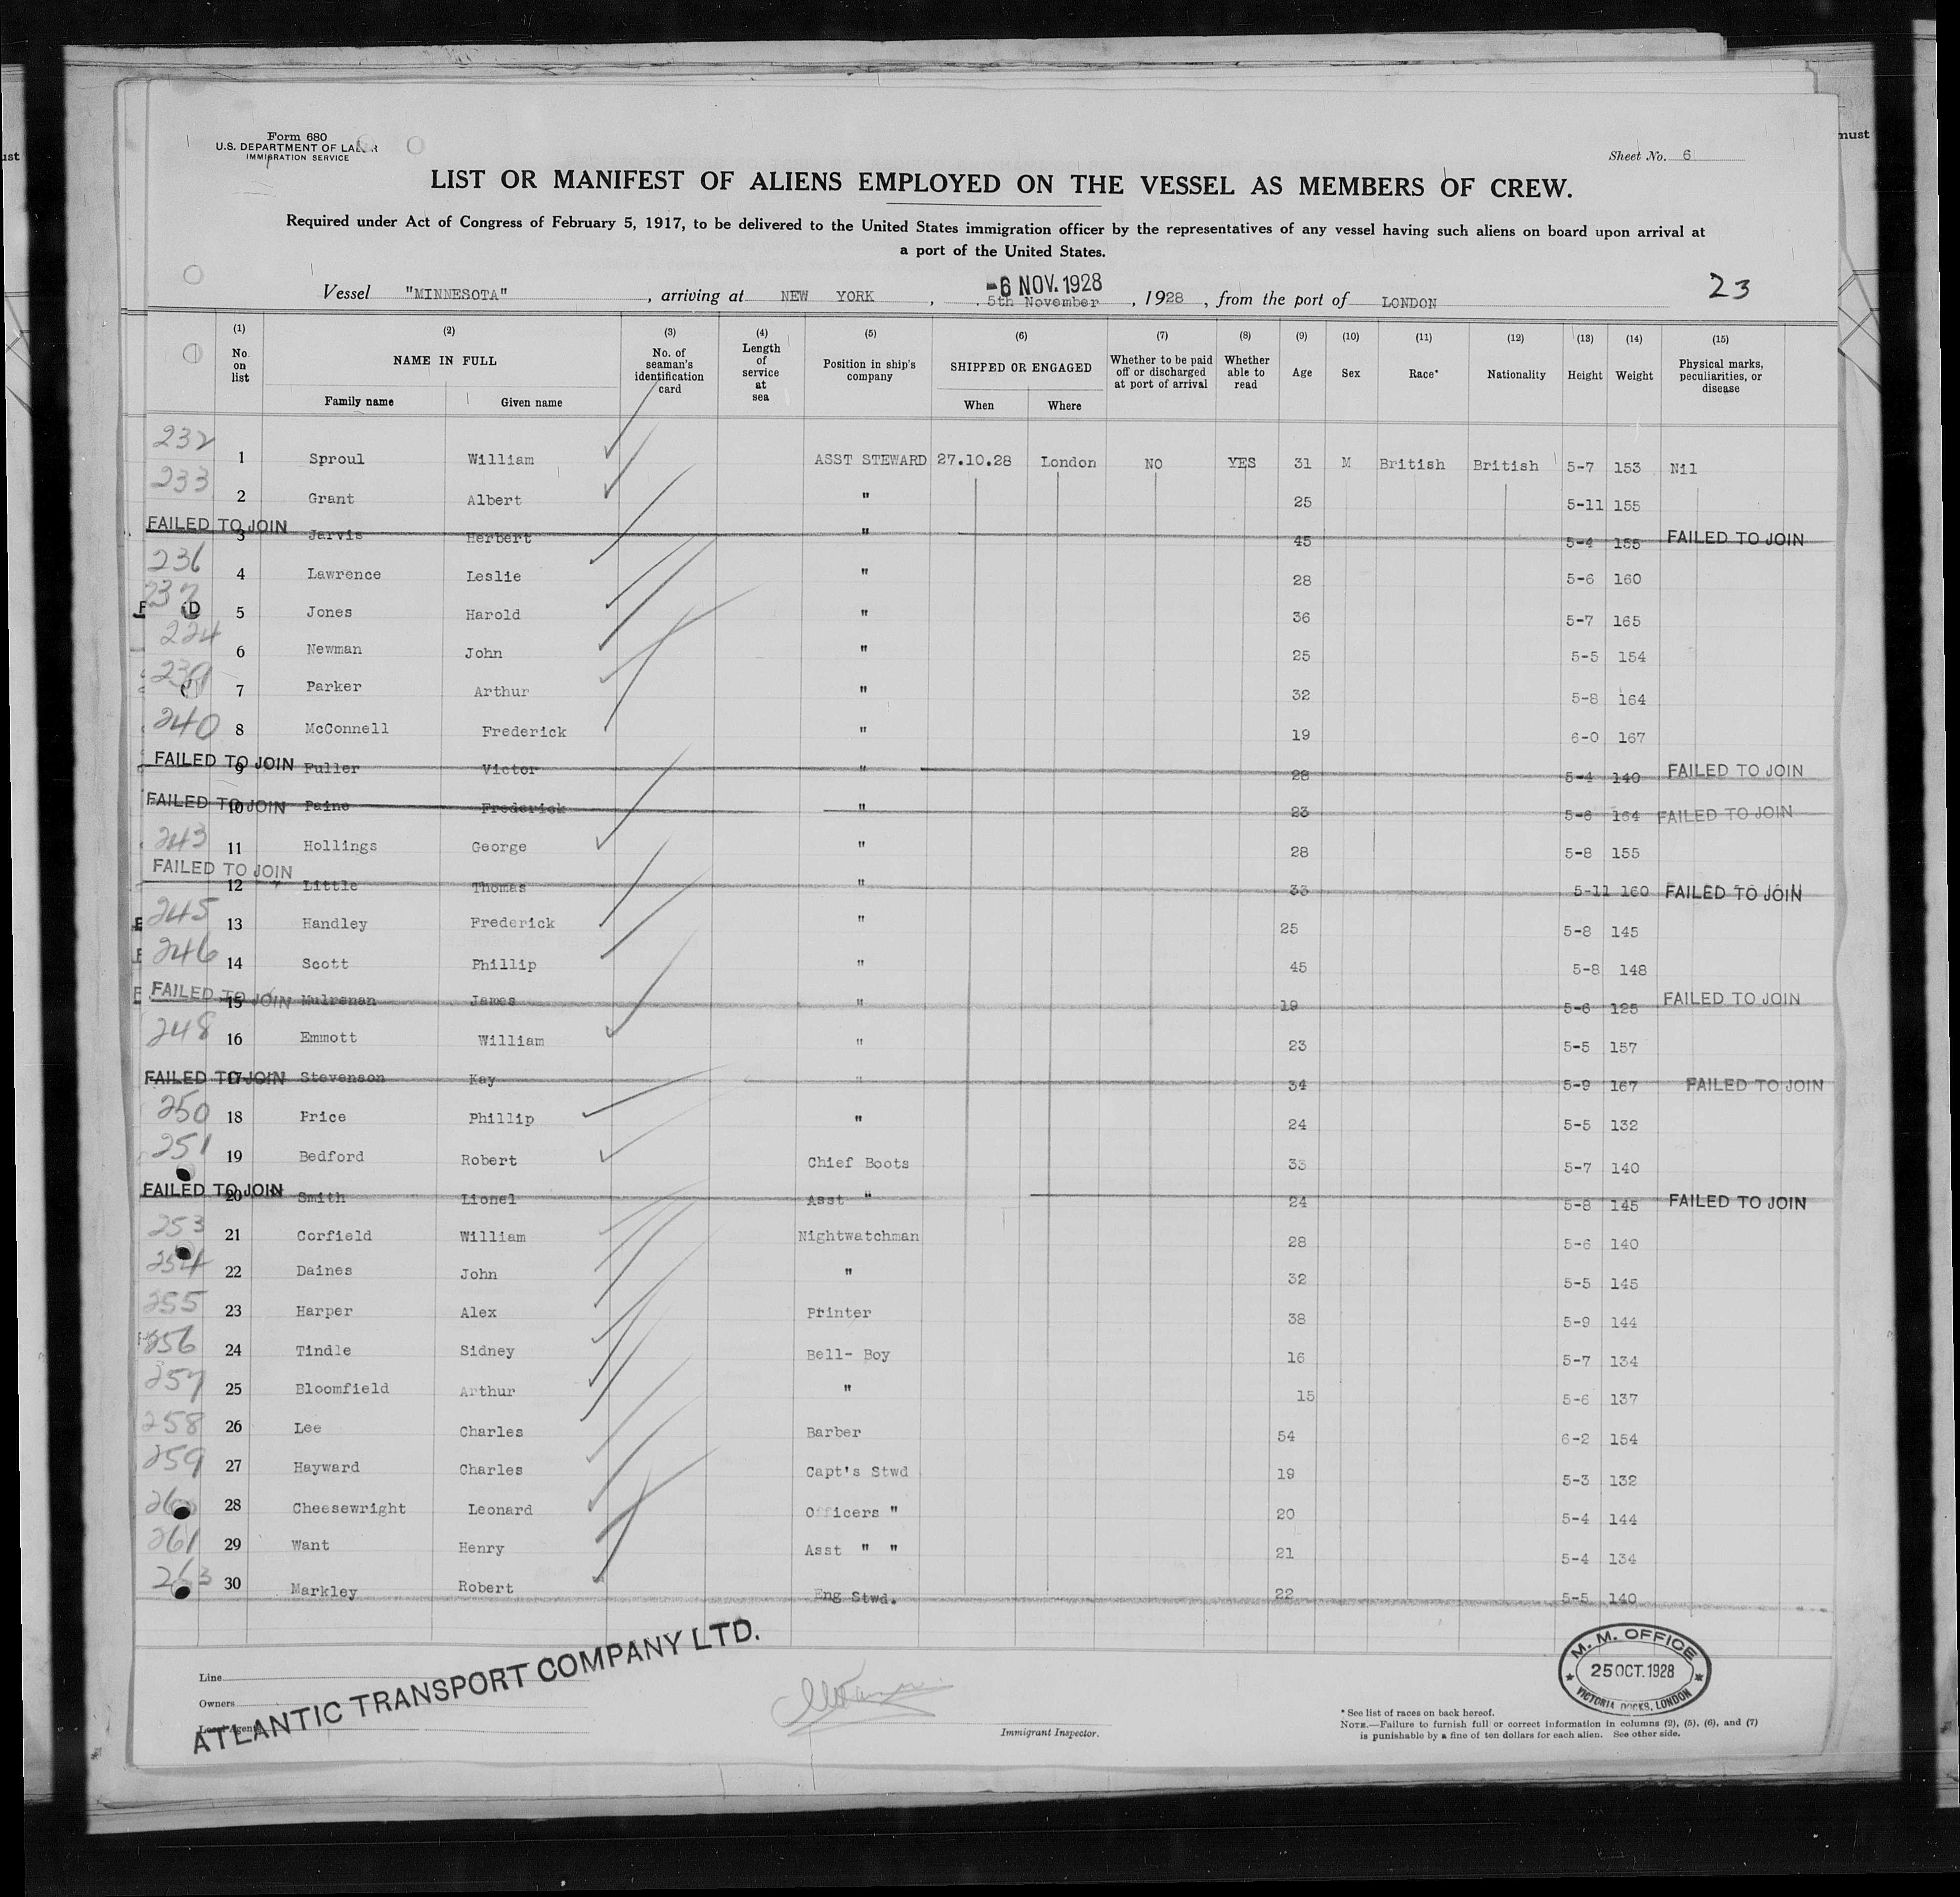 Form 680
U.S. DEPARTMENT OF LABOR
IMMIGRATION SERVICE
Sheet No. 6
LIST OR MANIFEST OF ALIENS EMPLOYED ON THE VESSEL AS MEMBERS OF CREW.
Required under Act of Congress of February 5, 1917, to be delivered to the United States immigration officer by the representatives of any vessel having such aliens on board upon arrival at
a port of the United States.
-6 NOV. 1928
23
Vessel "MINNESOTA", arriving at NEW YORK, 5th November, 1928, from the port of LONDON
(1) No. on list (2) NAME IN FULL Family name Given name (3) No. of seaman's identification card (4) Length of service at sea (5) Position in ship's company (6) SHIPPED OR ENGAGED When Where (7) Whether to be paid off or discharged at port of arrival (8) Whether able to read (9) Age (10) Sex (11) Race* (12) Nationality (13) Height (14) Weight (15) Physical marks, peculiarities, or disease
232 1 Sproul William ASST STEWARD 27.10.28 London NO YES 31 M British British 5-7 153 Nil
233 2 Grant Albert " 25 5-11 155
FAILED TO JOIN 3 Jarvis Herbert " 45 5-4 155 FAILED TO JOIN
236 4 Lawrence Leslie " 28 5-6 160
237 5 Jones Harold " 36 5-7 165
224 6 Newman John " 25 5-5 154
239 7 Parker Arthur " 32 5-8 164
240 8 McConnell Frederick " 19 6-0 167
FAILED TO JOIN 9 Fuller Victor " 28 5-4 140 FAILED TO JOIN
FAILED TO JOIN 10 Paine Frederick " 23 5-8 164 FAILED TO JOIN
243 11 Hollings George " 28 5-8 155
FAILED TO JOIN 12 Little Thomas " 33 5-11 160 FAILED TO JOIN
245 13 Handley Frederick " 25 5-8 145
246 14 Scott Phillip " 45 5-8 148
FAILED TO JOIN 15 Mulrenan James " 19 5-6 125 FAILED TO JOIN
248 16 Emmott William " 23 5-5 157
FAILED TO JOIN 17 Stevenson Kay " 34 5-9 167 FAILED TO JOIN
250 18 Price Phillip " 24 5-5 132
251 19 Bedford Robert Chief Boots 33 5-7 140
FAILED TO JOIN 20 Smith Lionel Asst " 24 5-8 145 FAILED TO JOIN
253 21 Corfield William Nightwatchman 28 5-6 140
254 22 Daines John " 32 5-5 145
255 23 Harper Alex Printer 38 5-9 144
256 24 Tindle Sidney Bell- Boy 16 5-7 134
257 25 Bloomfield Arthur " 15 5-6 137
258 26 Lee Charles Barber 54 6-2 154
259 27 Hayward Charles Capt's Stwd 19 5-3 132
260 28 Cheesewright Leonard Officers " 20 5-4 144
261 29 Want Henry Asst " " 21 5-4 134
263 30 Markley Robert Eng Stwd. 22 5-5 140
Line
Owners
Local Agents
ATLANTIC TRANSPORT COMPANY LTD.
Immigrant Inspector.
M. M. OFFICE
25 OCT. 1928
VICTORIA DOCKS, LONDON
* See list of races on back hereof.
NOTE.—Failure to furnish full or correct information in columns (2), (5), (6), and (7)
is punishable by a fine of ten dollars for each alien. See other side.